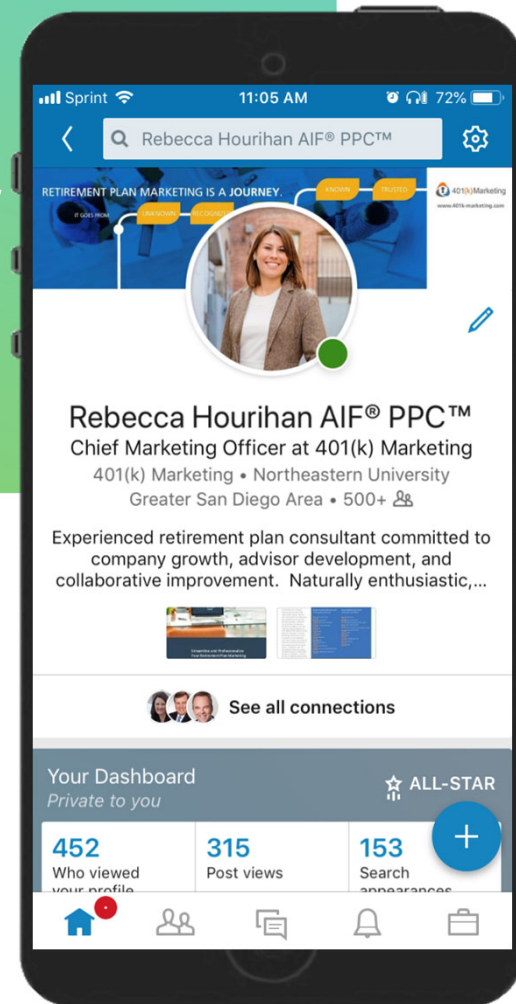 Sprint 11:05 AM 72%
Rebecca Hourihan AIF® PPC™
RETIREMENT PLAN MARKETING IS A JOURNEY.
KNOWN TRUSTED
401(k)Marketing
www.401k-marketing.com
IT GOES FROM UNKNOWN RECOGNI
Rebecca Hourihan AIF® PPC™
Chief Marketing Officer at 401(k) Marketing
401(k) Marketing • Northeastern University
Greater San Diego Area • 500+
Experienced retirement plan consultant committed to
company growth, advisor development, and
collaborative improvement. Naturally enthusiastic,...
See all connections
Your Dashboard
Private to you
ALL-STAR
452 315 153
Who viewed Post views Search
your profile appearances